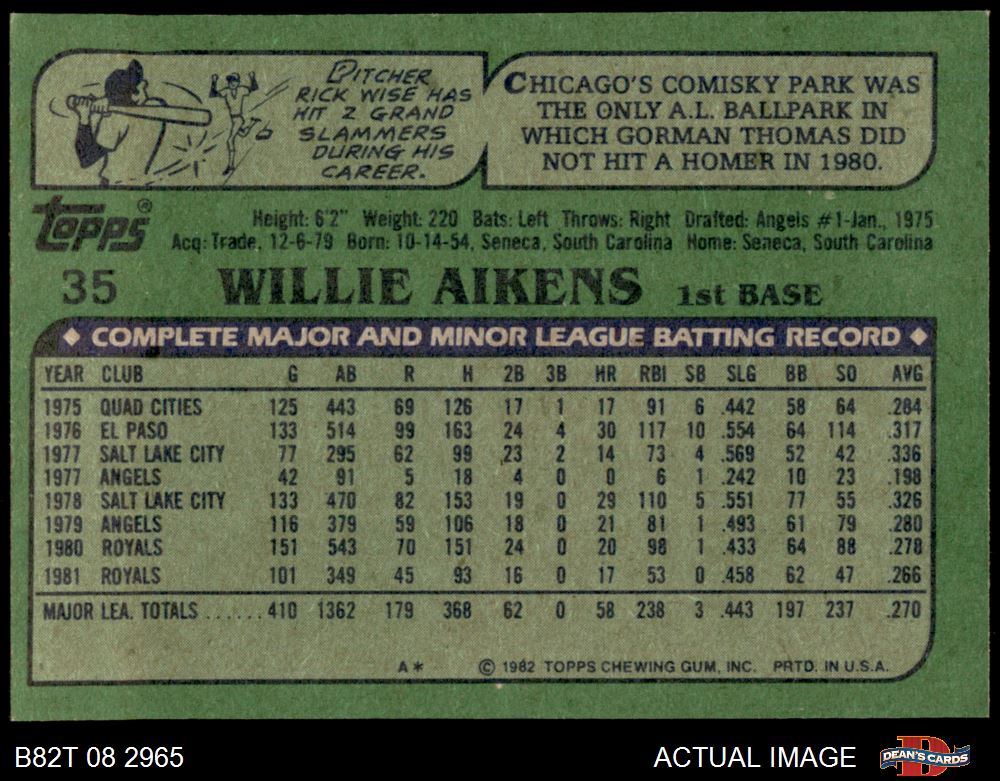 PITCHER
RICK WISE HAS
HIT 2 GRAND
SLAMMERS
DURING HIS
CAREER.
CHICAGO'S COMISKY PARK WAS
THE ONLY A.L. BALLPARK IN
WHICH GORMAN THOMAS DID
NOT HIT A HOMER IN 1980.
Topps®
Height: 6'2" Weight: 220 Bats: Left Throws: Right Drafted: Angels #1-Jan., 1975
Acq: Trade, 12-6-79 Born: 10-14-54, Seneca, South Carolina Home: Seneca, South Carolina
35 WILLIE AIKENS 1st BASE
◆ COMPLETE MAJOR AND MINOR LEAGUE BATTING RECORD ◆
YEAR CLUB G AB R H 2B 3B HR RBI SB SLG BB SO AVG
1975 QUAD CITIES 125 443 69 126 17 1 17 91 6 .442 58 64 .284
1976 EL PASO 133 514 99 163 24 4 30 117 10 .554 64 114 .317
1977 SALT LAKE CITY 77 295 62 99 23 2 14 73 4 .569 52 42 .336
1977 ANGELS 42 91 5 18 4 0 0 6 1 .242 10 23 .198
1978 SALT LAKE CITY 133 470 82 153 19 0 29 110 5 .551 77 55 .326
1979 ANGELS 116 379 59 106 18 0 21 81 1 .493 61 79 .280
1980 ROYALS 151 543 70 151 24 0 20 98 1 .433 64 88 .278
1981 ROYALS 101 349 45 93 16 0 17 53 0 .458 62 47 .266
MAJOR LEA. TOTALS ...... 410 1362 179 368 62 0 58 238 3 .443 197 237 .270
A* © 1982 TOPPS CHEWING GUM, INC. PRTD. IN U.S.A.
B82T 08 2965 ACTUAL IMAGE DEAN'S CARDS